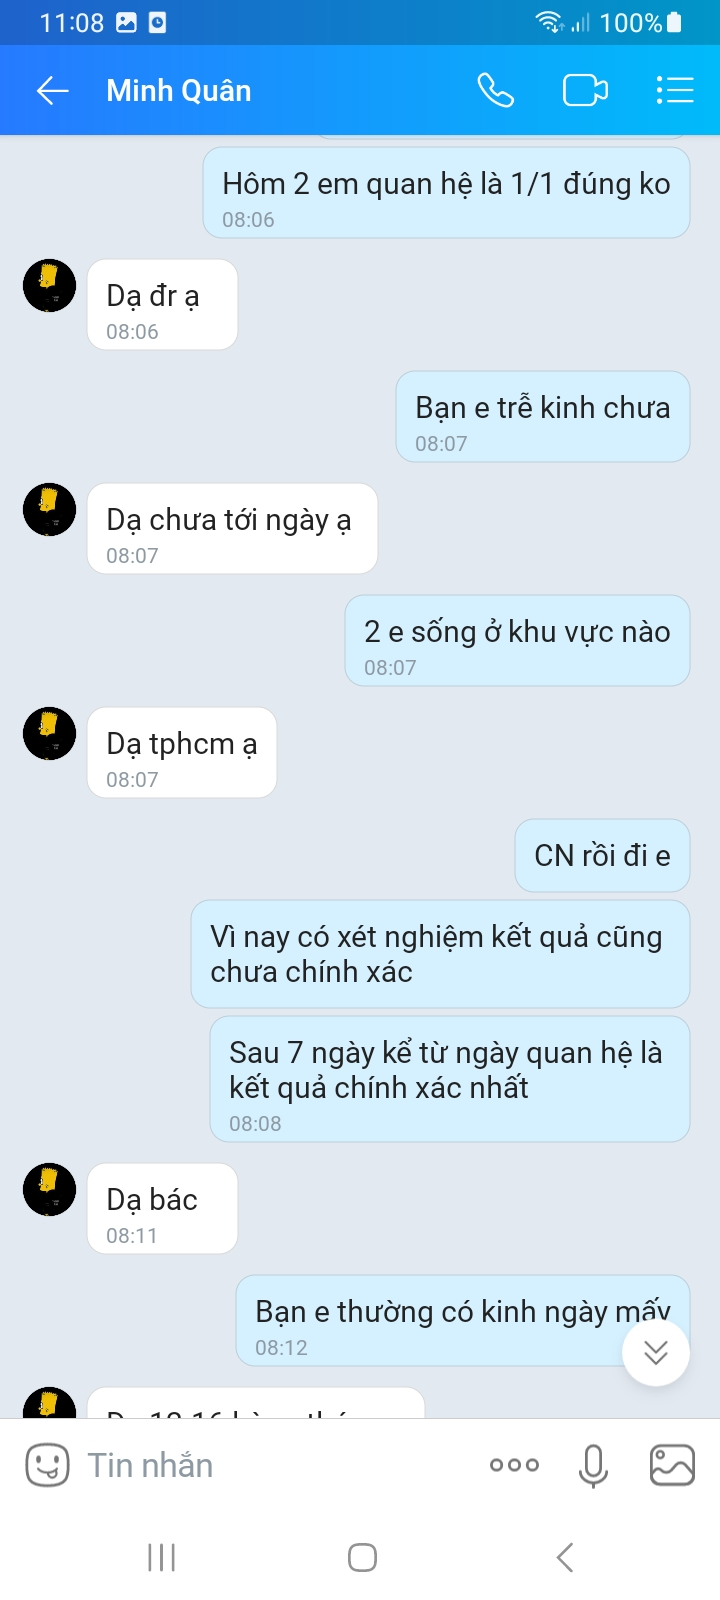 11:08
100%
Minh Quân
Hôm 2 em quan hệ là 1/1 đúng ko
08:06
Dạ đr ạ
08:06
Bạn e trễ kinh chưa
08:07
Dạ chưa tới ngày ạ
08:07
2 e sống ở khu vực nào
08:07
Dạ tphcm ạ
08:07
CN rồi đi e
Vì nay có xét nghiệm kết quả cũng
chưa chính xác
Sau 7 ngày kể từ ngày quan hệ là
kết quả chính xác nhất
08:08
Dạ bác
08:11
Bạn e thường có kinh ngày mấy
08:12
Tin nhắn